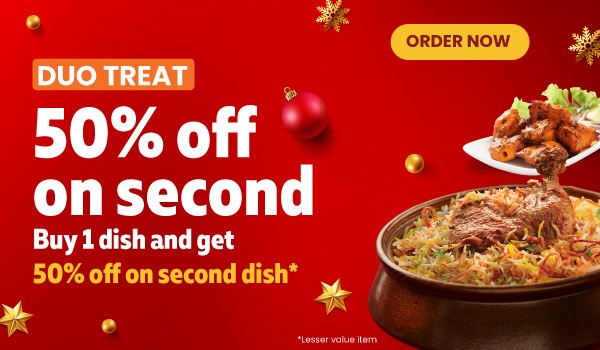 ORDER NOW
DUO TREAT
50% off
on second
Buy 1 dish and get
50% off on second dish*
*Lesser value item